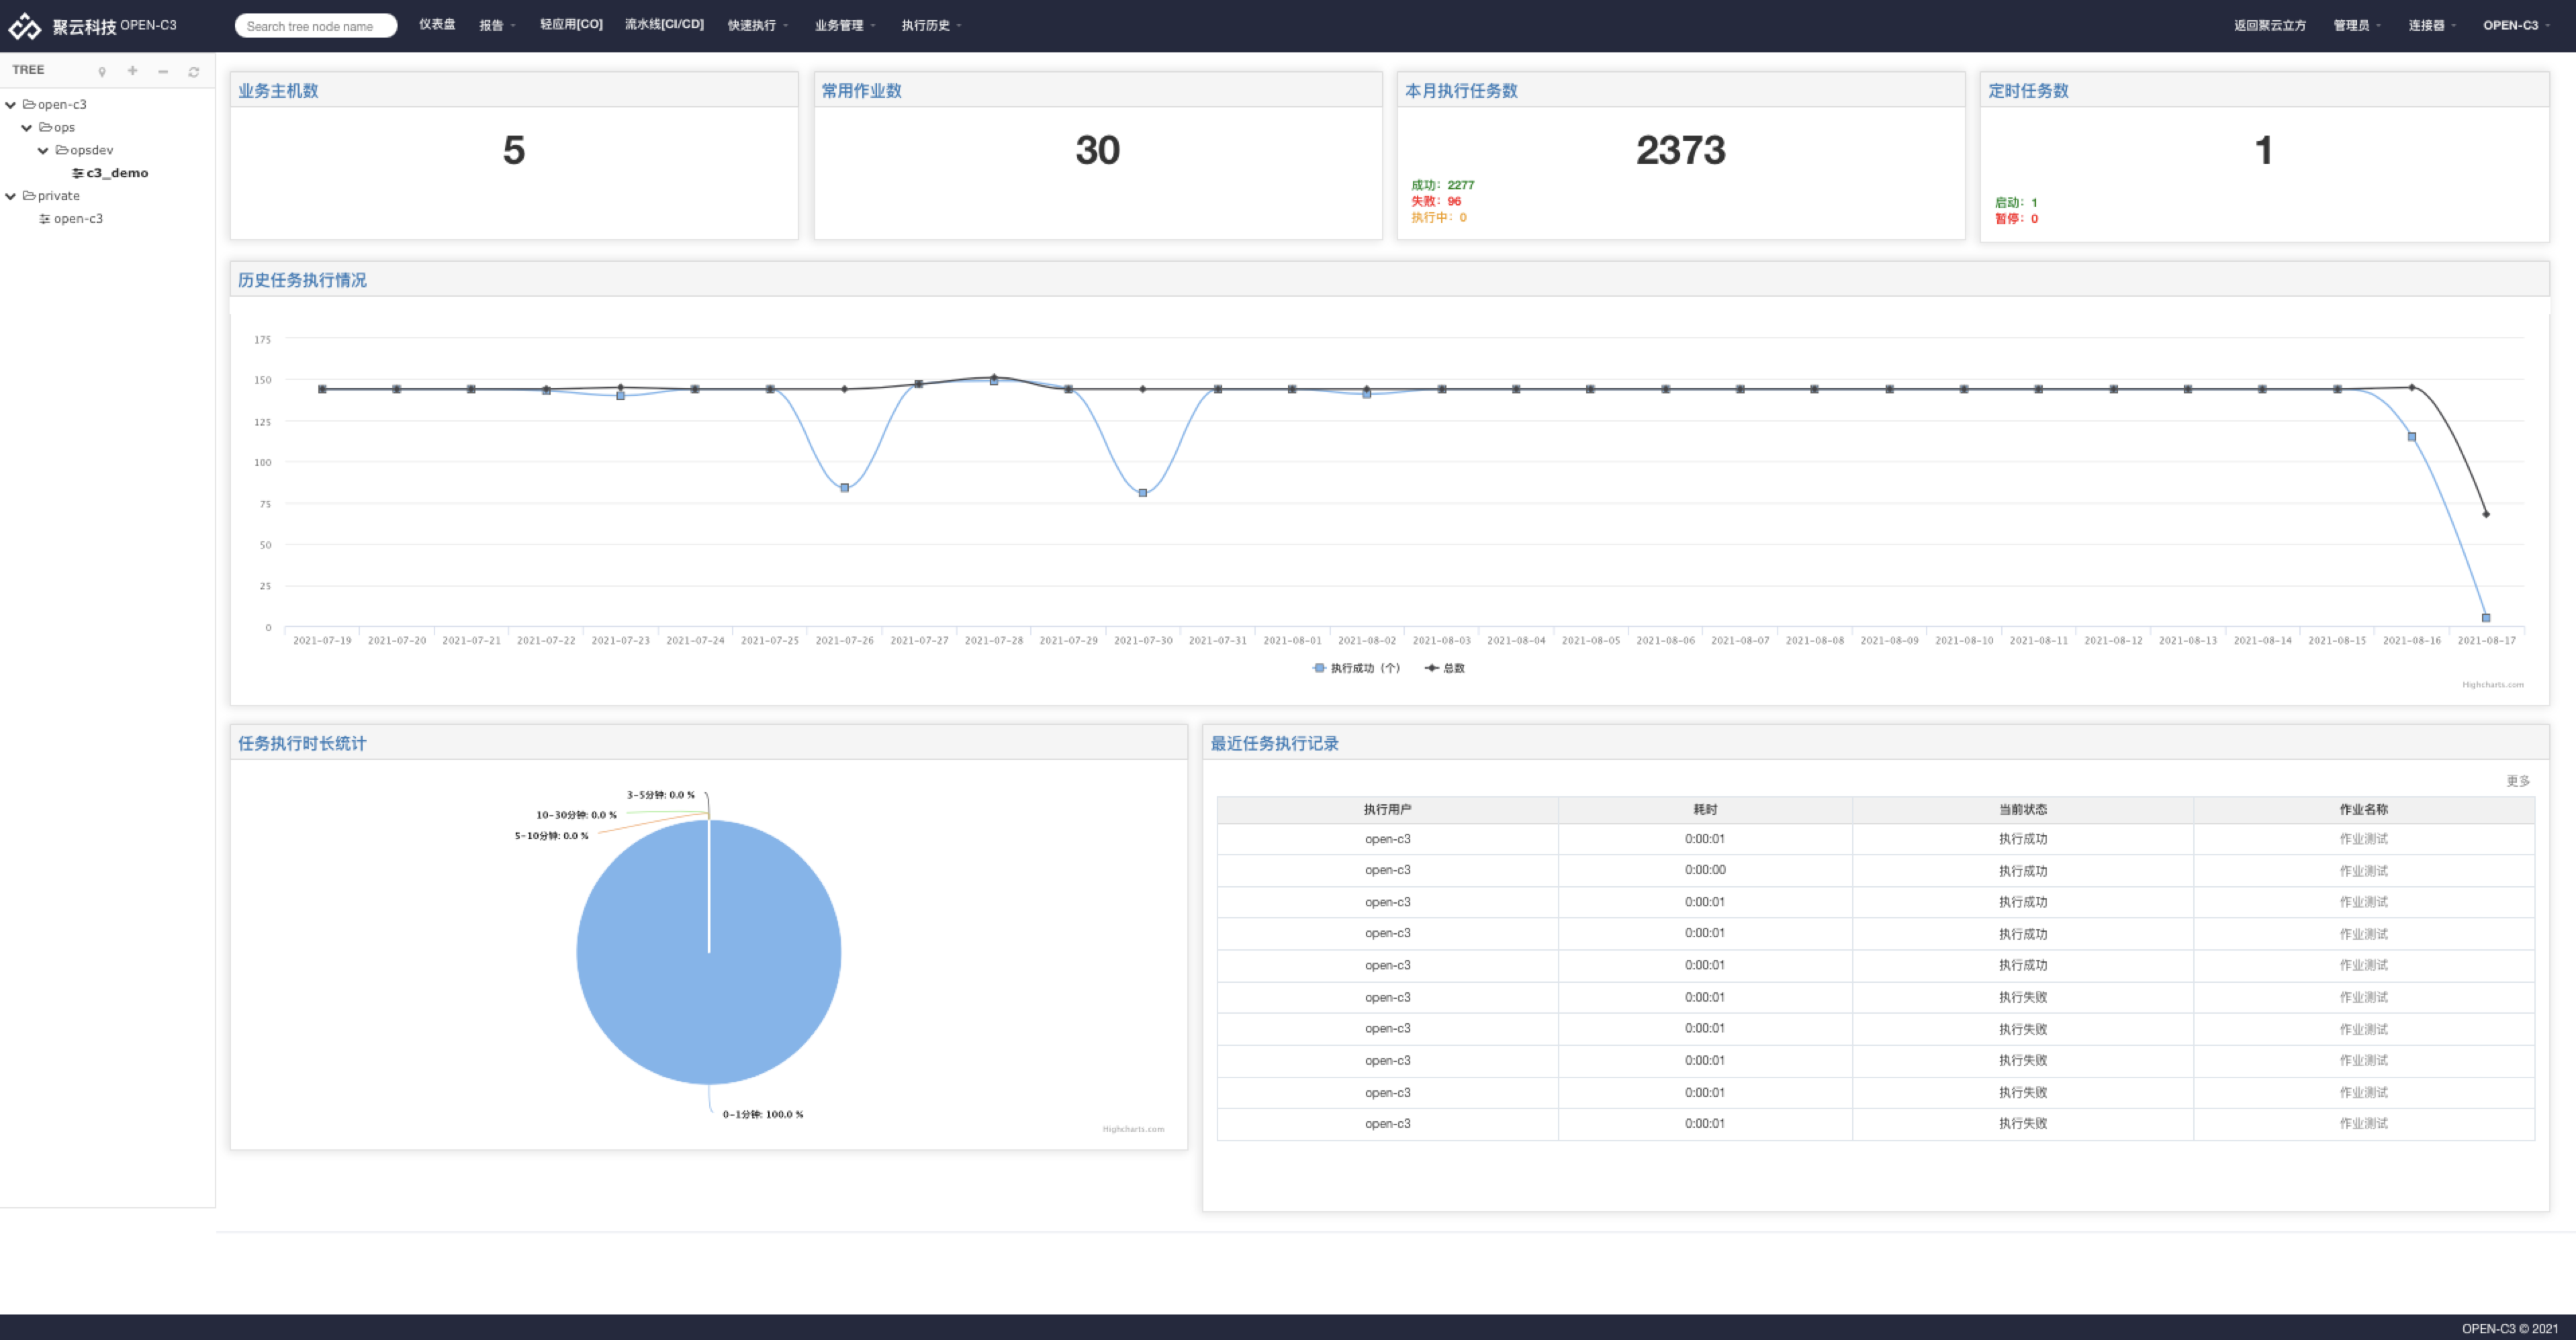 聚云科技 OPEN-C3
Search tree node name
仪表盘 报告 轻应用[CO] 流水线[CI/CD] 快速执行 业务管理 执行历史
返回聚云立方 管理员 连接器 OPEN-C3
TREE
open-c3
ops
opsdev
c3_demo
private
open-c3
业务主机数
5
常用作业数
30
本月执行任务数
2373
成功：2277
失败：96
执行中：0
定时任务数
1
启动：1
暂停：0
历史任务执行情况
175
150
125
100
75
50
25
0
2021-07-19 2021-07-20 2021-07-21 2021-07-22 2021-07-23 2021-07-24 2021-07-25 2021-07-26 2021-07-27 2021-07-28 2021-07-29 2021-07-30 2021-07-31 2021-08-01 2021-08-02 2021-08-03 2021-08-04 2021-08-05 2021-08-06 2021-08-07 2021-08-08 2021-08-09 2021-08-10 2021-08-11 2021-08-12 2021-08-13 2021-08-14 2021-08-15 2021-08-16 2021-08-17
执行成功（个） 总数
Highcharts.com
任务执行时长统计
3-5分钟: 0.0 %
10-30分钟: 0.0 %
5-10分钟: 0.0 %
0-1分钟: 100.0 %
Highcharts.com
最近任务执行记录
更多
执行用户 耗时 当前状态 作业名称
open-c3 0:00:01 执行成功 作业测试
open-c3 0:00:00 执行成功 作业测试
open-c3 0:00:01 执行成功 作业测试
open-c3 0:00:01 执行成功 作业测试
open-c3 0:00:01 执行成功 作业测试
open-c3 0:00:01 执行失败 作业测试
open-c3 0:00:01 执行失败 作业测试
open-c3 0:00:01 执行失败 作业测试
open-c3 0:00:01 执行失败 作业测试
open-c3 0:00:01 执行失败 作业测试
OPEN-C3 © 2021